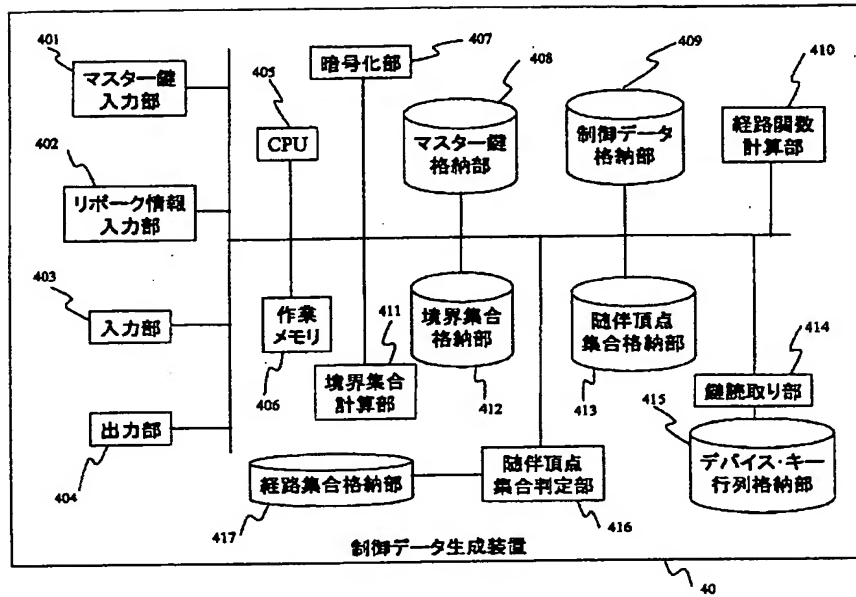 401
マスター鍵
入力部
402
リボーク情報
入力部
403
入力部
出力部
404
405
CPU
作業
メモリ
406
暗号化部
407
411
境界集合
計算部
408
マスター鍵
格納部
境界集合
格納部
412
409
制御データ
格納部
随伴頂点
集合格納部
413
410
経路関数
計算部
414
鍵読取り部
415
デバイス・キー
行列格納部
経路集合格納部
417
随伴頂点
集合判定部
416
制御データ生成装置
40